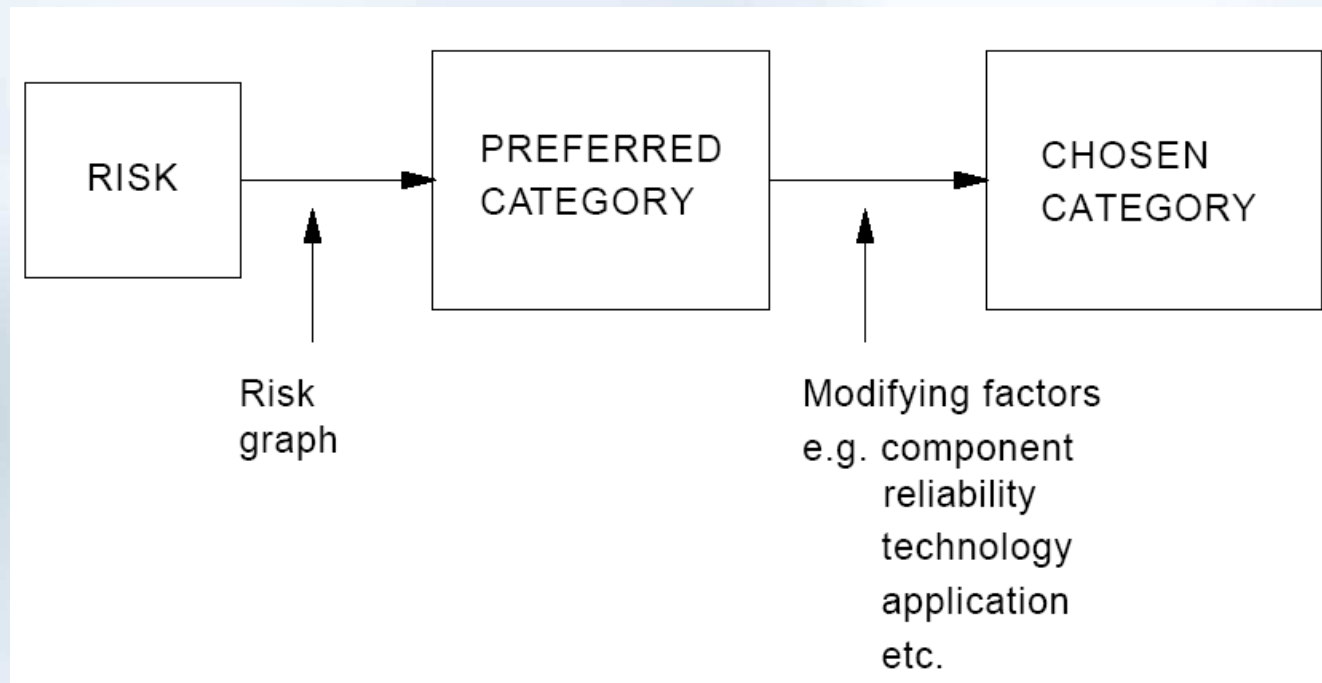 RISK
PREFERRED
CATEGORY
CHOSEN
CATEGORY
Risk
graph
Modifying factors
e.g. component
reliability
technology
application
etc.